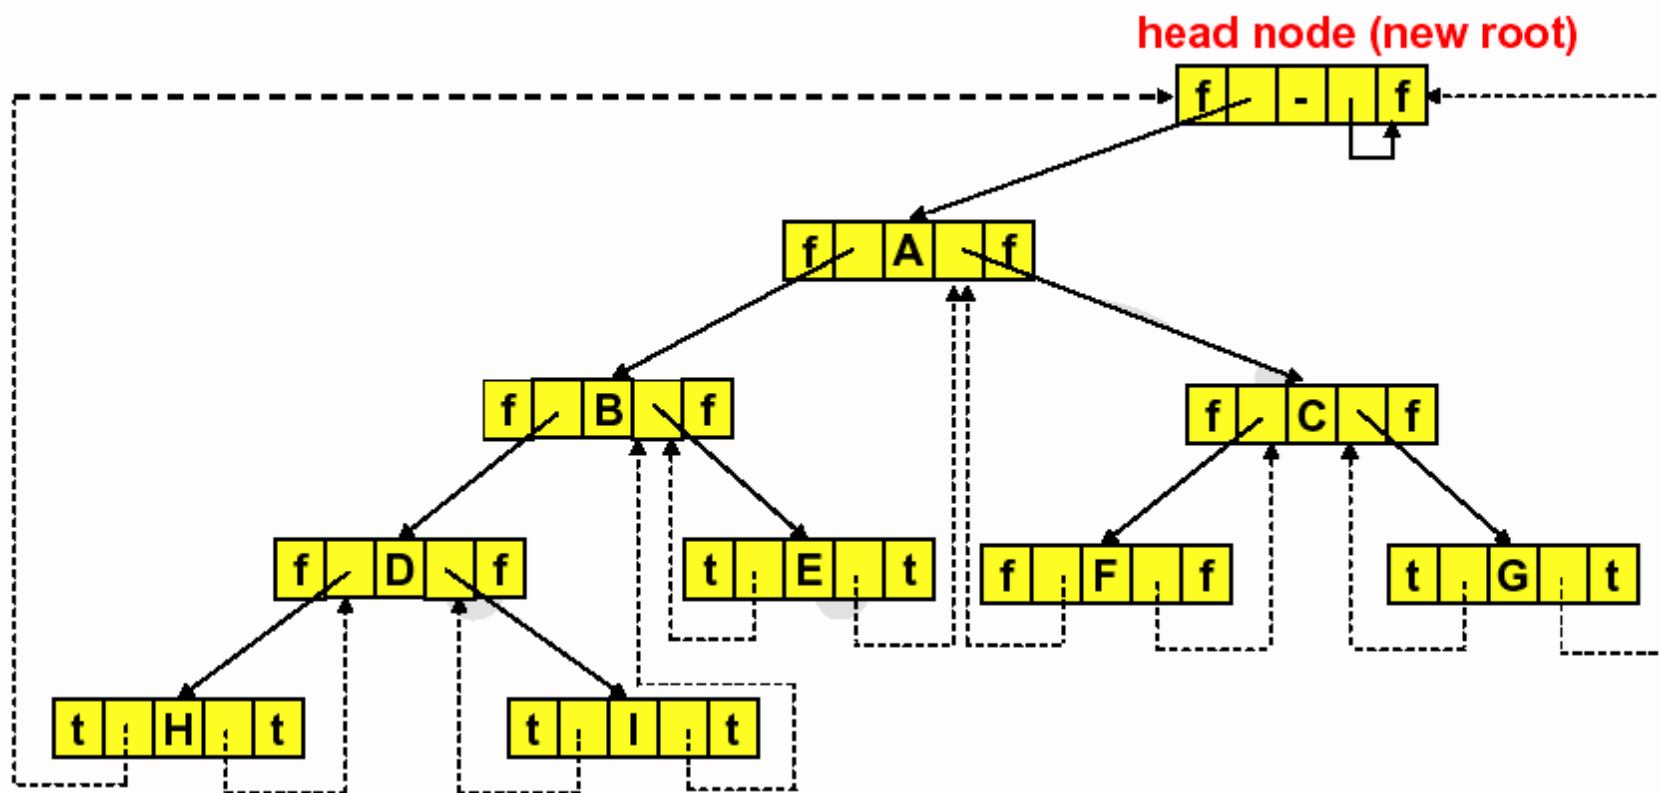 head node (new root)
f - f
f A f
f B f
f C f
f D f
t E t
f F f
t G t
t H t
t I t